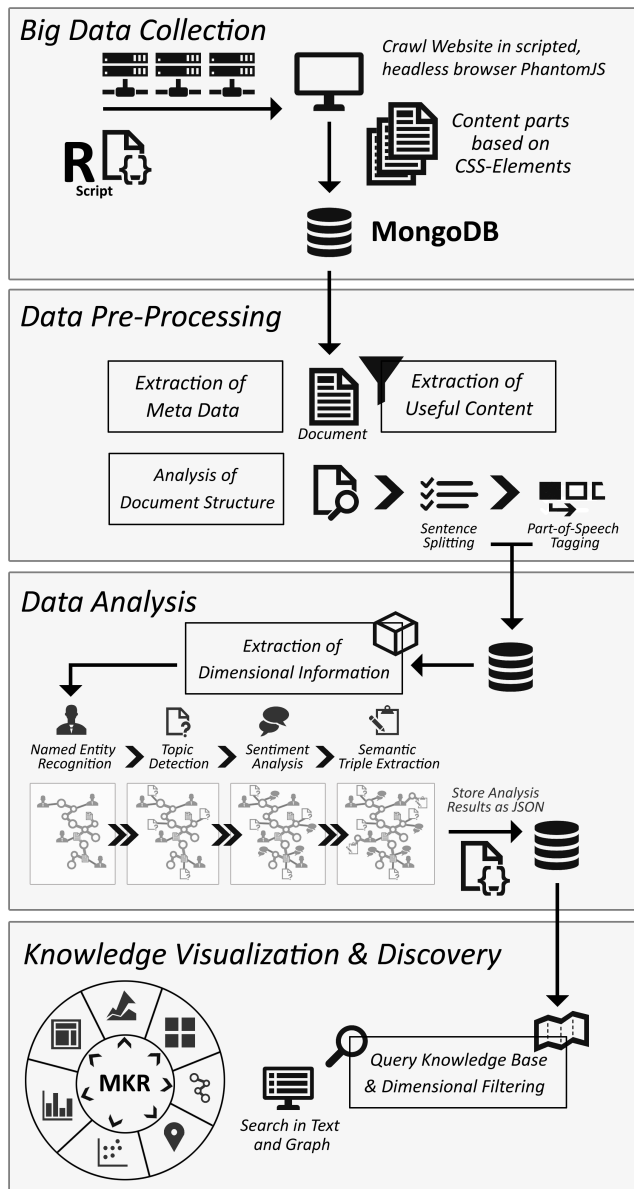 Big Data Collection
Crawl Website in scripted,
headless browser PhantomJS
Content parts
based on
CSS-Elements
R
{}
Script
MongoDB
Data Pre-Processing
Extraction of
Meta Data
Document
Extraction of
Useful Content
Analysis of
Document Structure
Sentence
Splitting
Part-of-Speech
Tagging
Data Analysis
Extraction of
Dimensional Information
?
Named Entity
Recognition
Topic
Detection
Sentiment
Analysis
Semantic
Triple Extraction
Store Analysis
Results as JSON
{}
Knowledge Visualization & Discovery
MKR
Query Knowledge Base
& Dimensional Filtering
Search in Text
and Graph